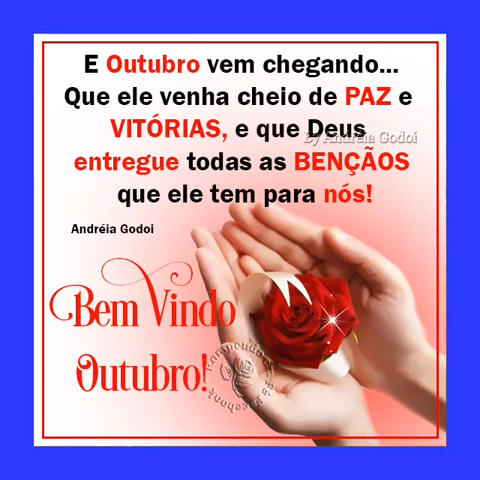 E Outubro vem chegando...
Que ele venha cheio de PAZ e
VITÓRIAS, e que Deus
By Andréia Godoi
entregue todas as BENÇÃOS
que ele tem para nós!
Andréia Godoi
Bem Vindo
Outubro!